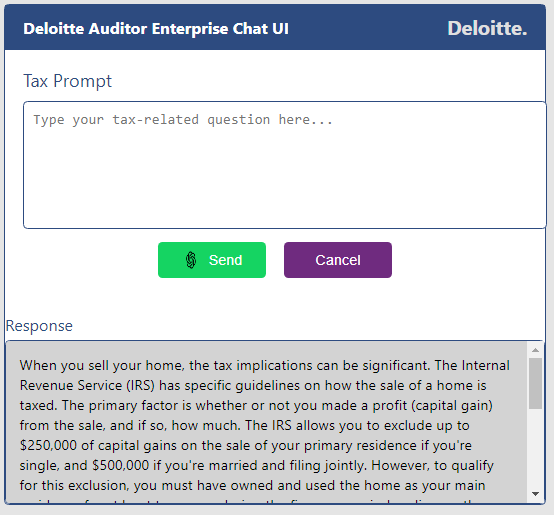 Deloitte Auditor Enterprise Chat UI
Deloitte.
Tax Prompt
Type your tax-related question here...
Send
Cancel
Response
When you sell your home, the tax implications can be significant. The Internal
Revenue Service (IRS) has specific guidelines on how the sale of a home is
taxed. The primary factor is whether or not you made a profit (capital gain)
from the sale, and if so, how much. The IRS allows you to exclude up to
$250,000 of capital gains on the sale of your primary residence if you're
single, and $500,000 if you're married and filing jointly. However, to qualify
for this exclusion, you must have owned and used the home as your main